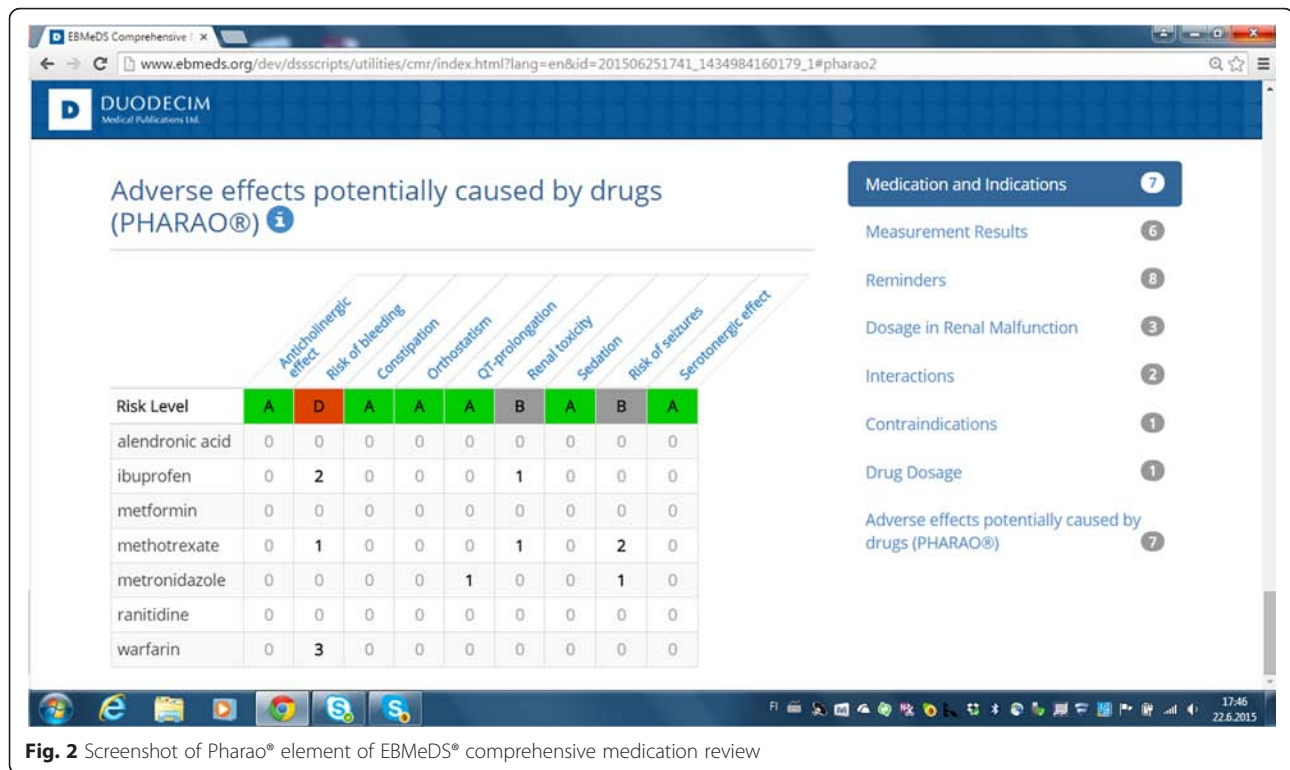 EBMeDS Comprehensive
www.ebmeds.org/dev/dssscripts/utilities/cmr/index.html?lang=en&id=201506251741_1434984160179_1#pharao2
D DUODECIM
Medical Publications Ltd.
Adverse effects potentially caused by drugs
(PHARAO®) i
Anticholinergic
effect
Risk of bleeding
Constipation
Orthostatism
QT-prolongation
Renal toxicity
Sedation
Risk of seizures
Serotonergic effect
Risk Level A D A A A B A B A
alendronic acid 0 0 0 0 0 0 0 0 0
ibuprofen 0 2 0 0 0 1 0 0 0
metformin 0 0 0 0 0 0 0 0 0
methotrexate 0 1 0 0 0 1 0 2 0
metronidazole 0 0 0 0 1 0 0 1 0
ranitidine 0 0 0 0 0 0 0 0 0
warfarin 0 3 0 0 0 0 0 0 0
Medication and Indications 7
Measurement Results 6
Reminders 8
Dosage in Renal Malfunction 3
Interactions 2
Contraindications 1
Drug Dosage 1
Adverse effects potentially caused by
drugs (PHARAO®) 7
FI
17:46
22.6.2015
Fig. 2 Screenshot of Pharao® element of EBMeDS® comprehensive medication review